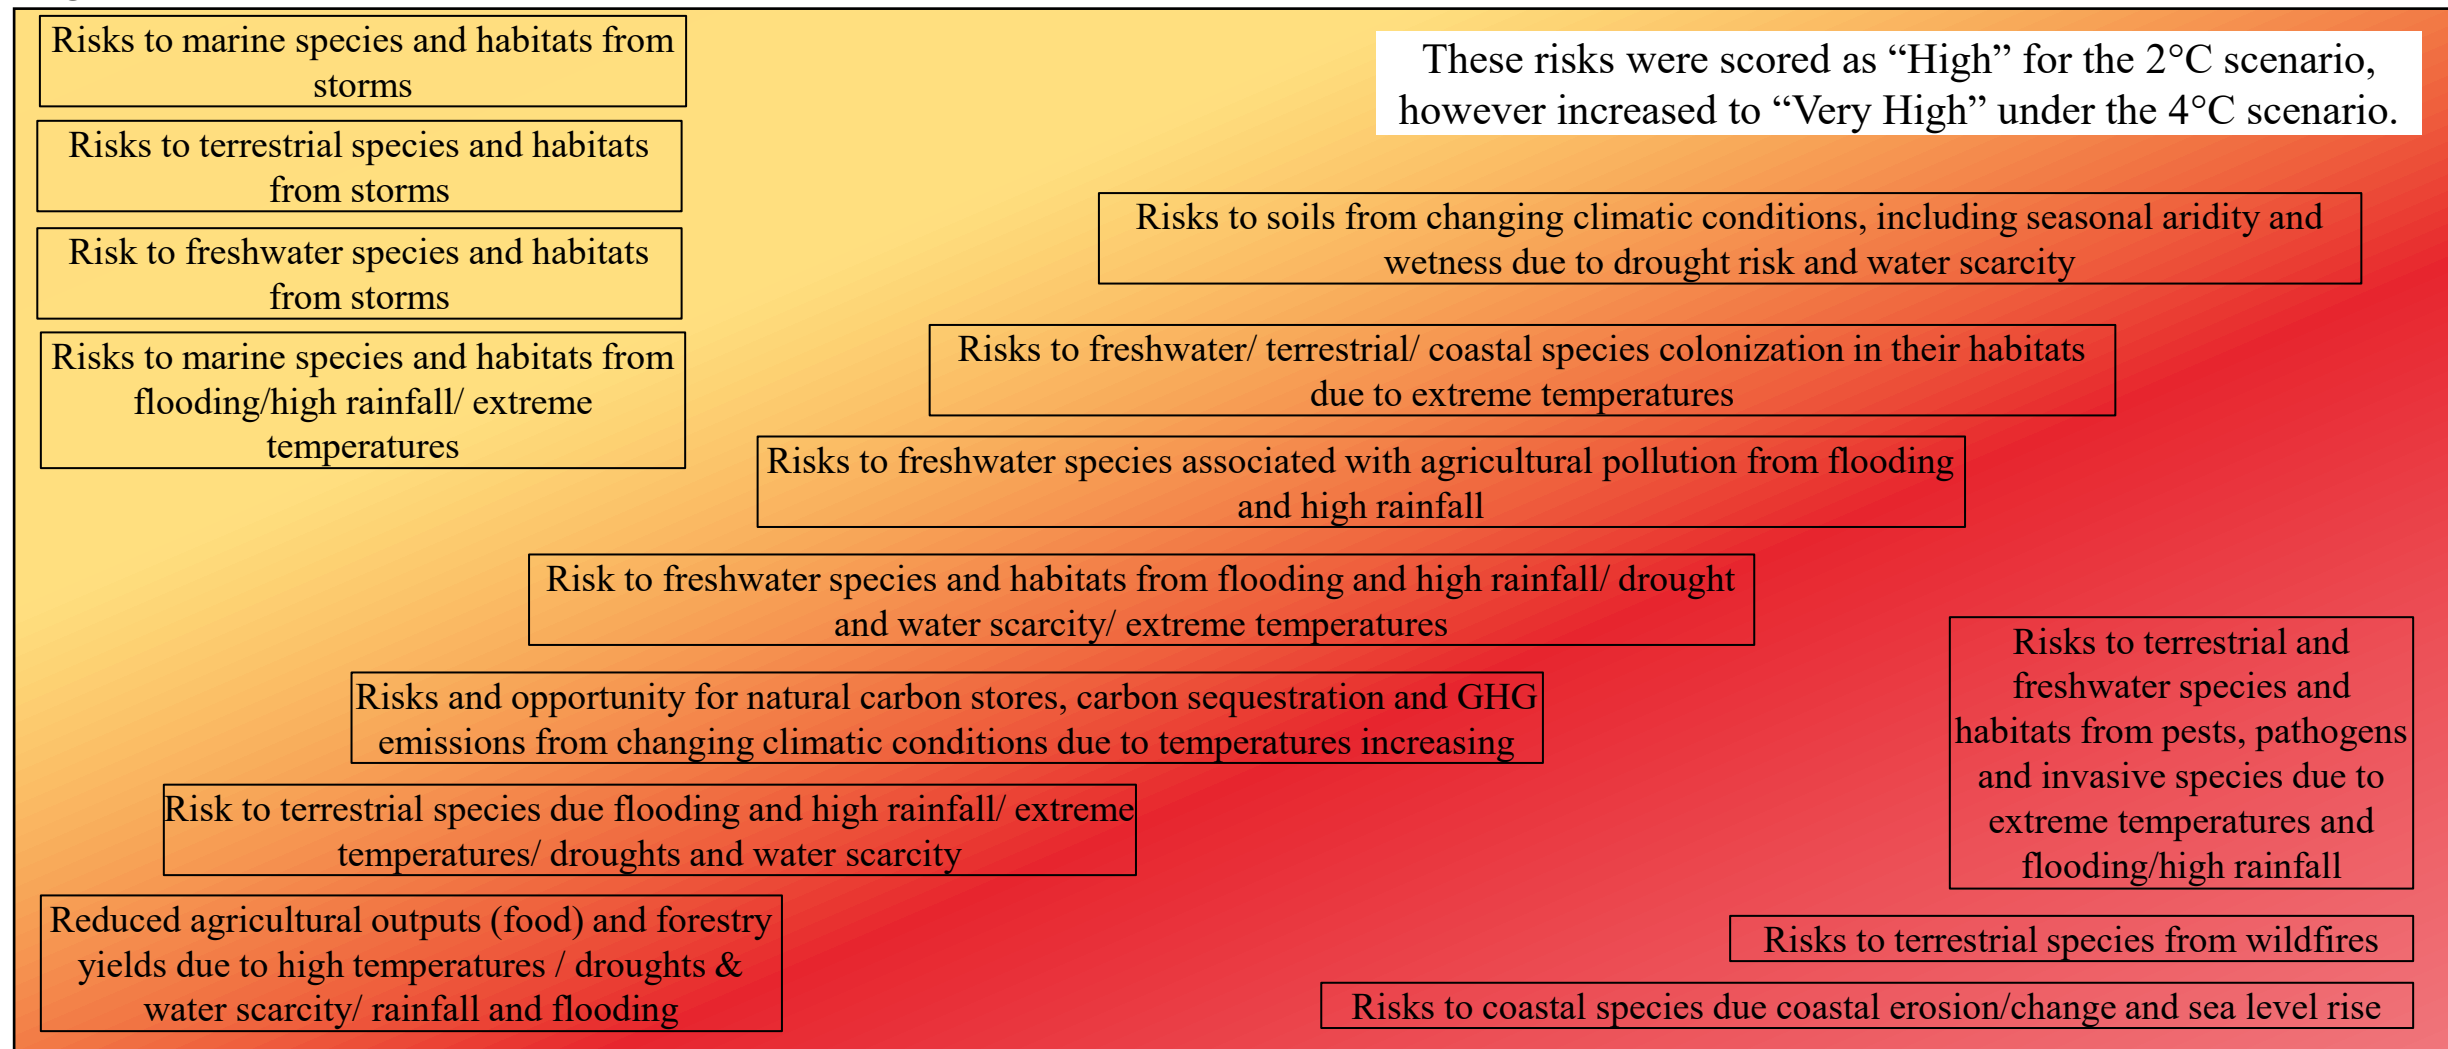 Risks to marine species and habitats from
storms
Risks to terrestrial species and habitats
from storms
Risk to freshwater species and habitats
from storms
Risks to marine species and habitats from
flooding/high rainfall/ extreme
temperatures
These risks were scored as “High” for the 2°C scenario,
however increased to “Very High” under the 4°C scenario.
Risks to soils from changing climatic conditions, including seasonal aridity and
wetness due to drought risk and water scarcity
Risks to freshwater/ terrestrial/ coastal species colonization in their habitats
due to extreme temperatures
Risks to freshwater species associated with agricultural pollution from flooding
and high rainfall
Risk to freshwater species and habitats from flooding and high rainfall/ drought
and water scarcity/ extreme temperatures
Risks and opportunity for natural carbon stores, carbon sequestration and GHG
emissions from changing climatic conditions due to temperatures increasing
Risk to terrestrial species due flooding and high rainfall/ extreme
temperatures/ droughts and water scarcity
Reduced agricultural outputs (food) and forestry
yields due to high temperatures / droughts &
water scarcity/ rainfall and flooding
Risks to terrestrial and
freshwater species and
habitats from pests, pathogens
and invasive species due to
extreme temperatures and
flooding/high rainfall
Risks to terrestrial species from wildfires
Risks to coastal species due coastal erosion/change and sea level rise